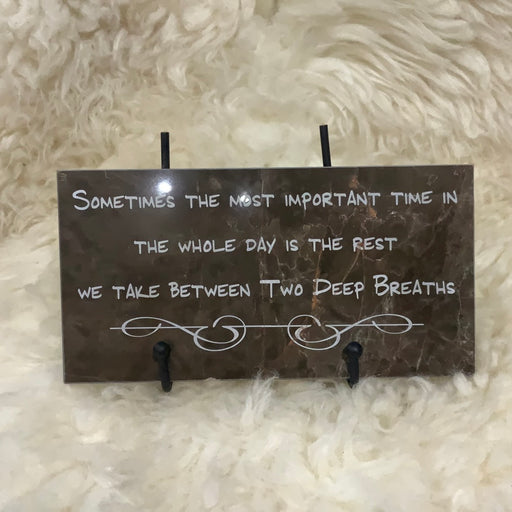 Sometimes the most important time in
the whole day is the rest
we take between Two Deep Breaths